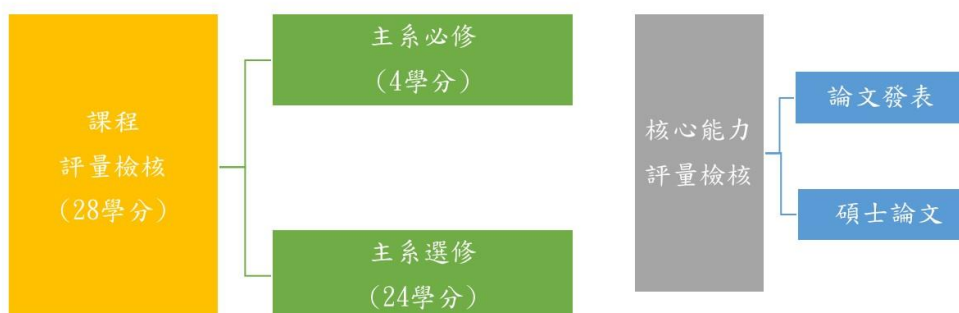 課程
評量檢核
(28學分)
主系必修
(4學分)
主系選修
(24學分)
核心能力
評量檢核
論文發表
碩士論文